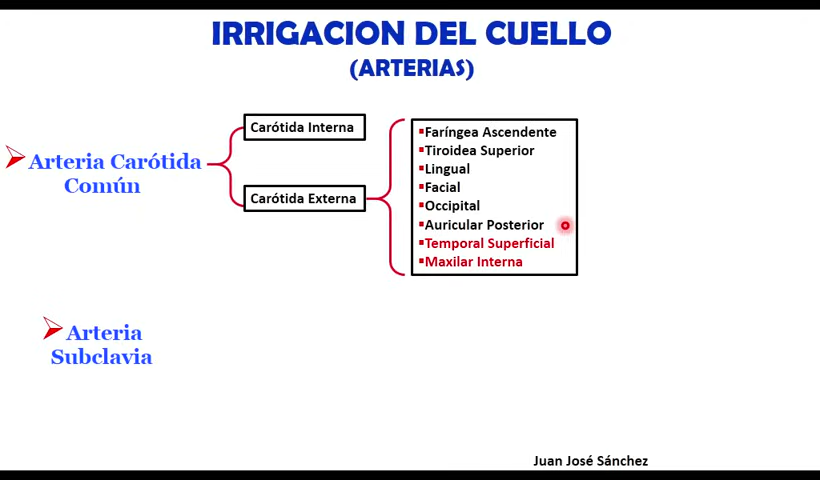 IRRIGACION DEL CUELLO
(ARTERIAS)
Arteria Carótida
Común
Carótida Interna
Carótida Externa
Faríngea Ascendente
Tiroidea Superior
Lingual
Facial
Occipital
Auricular Posterior
Temporal Superficial
Maxilar Interna
Arteria
Subclavia
Juan José Sánchez